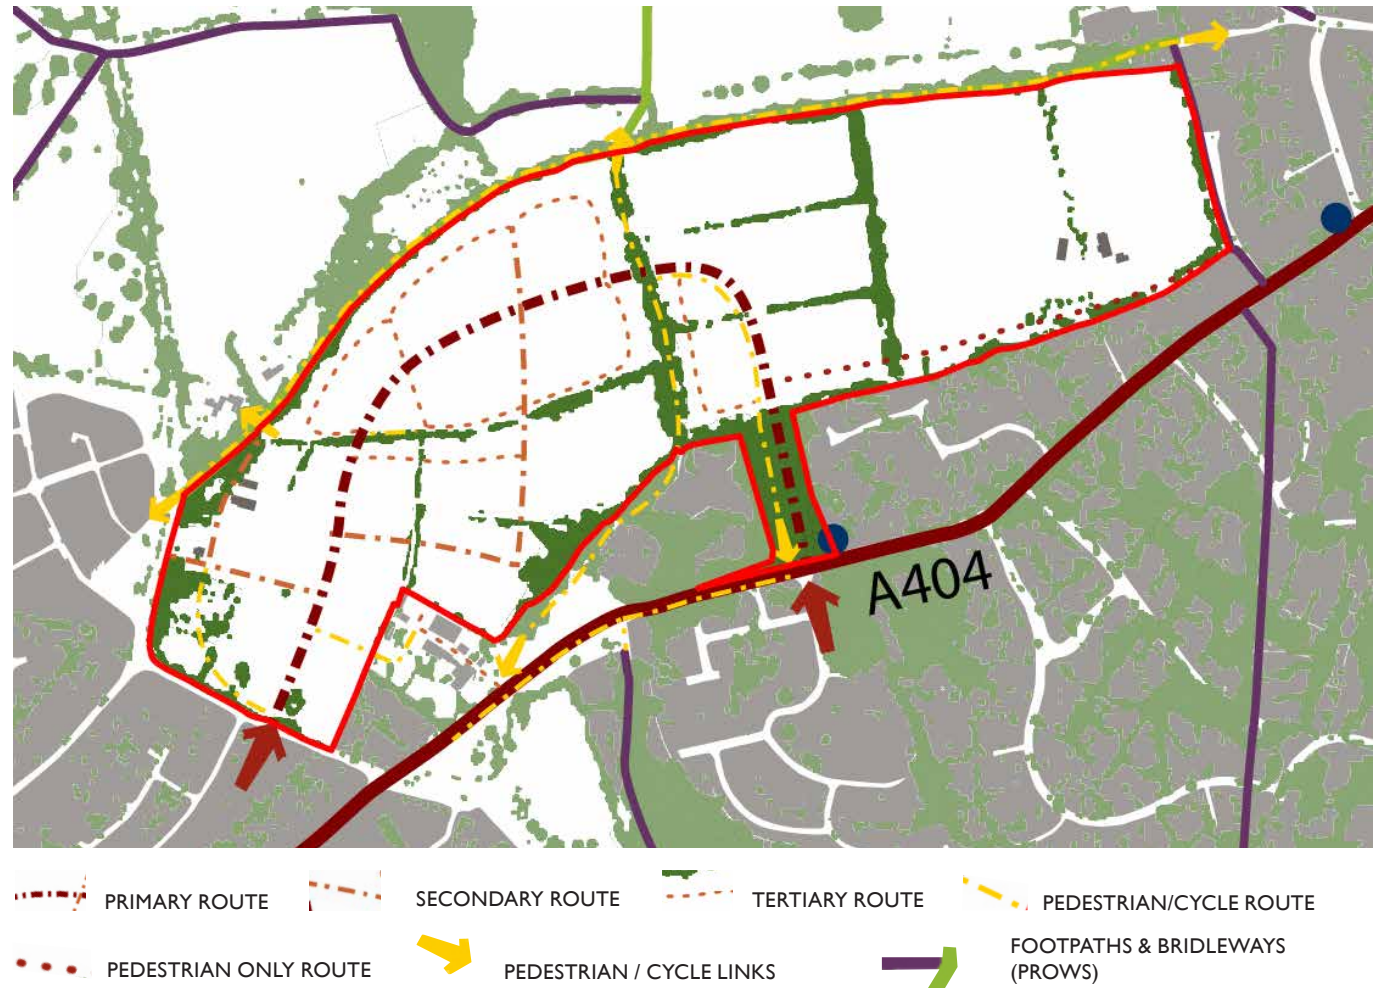 A404
PRIMARY ROUTE
SECONDARY ROUTE
TERTIARY ROUTE
PEDESTRIAN/CYCLE ROUTE
PEDESTRIAN ONLY ROUTE
PEDESTRIAN / CYCLE LINKS
FOOTPATHS & BRIDLEWAYS
(PROWS)